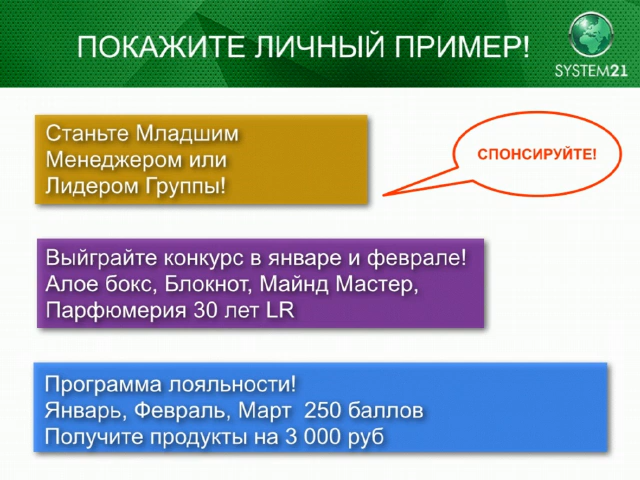 ПОКАЖИТЕ ЛИЧНЫЙ ПРИМЕР!
SYSTEM21
Станьте Младшим
Менеджером или
Лидером Группы!
СПОНСИРУЙТЕ!
Выйграйте конкурс в январе и феврале!
Алое бокс, Блокнот, Майнд Мастер,
Парфюмерия 30 лет LR
Программа лояльности!
Январь, Февраль, Март 250 баллов
Получите продукты на 3 000 руб